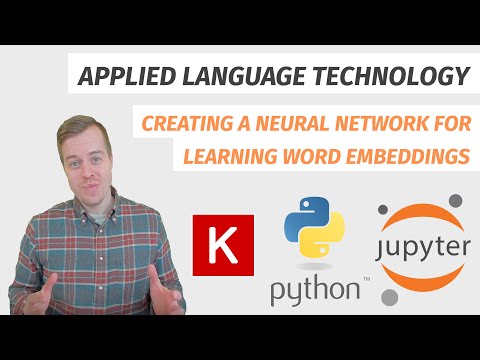 APPLIED LANGUAGE TECHNOLOGY
CREATING A NEURAL NETWORK FOR
LEARNING WORD EMBEDDINGS
K
python™
jupyter